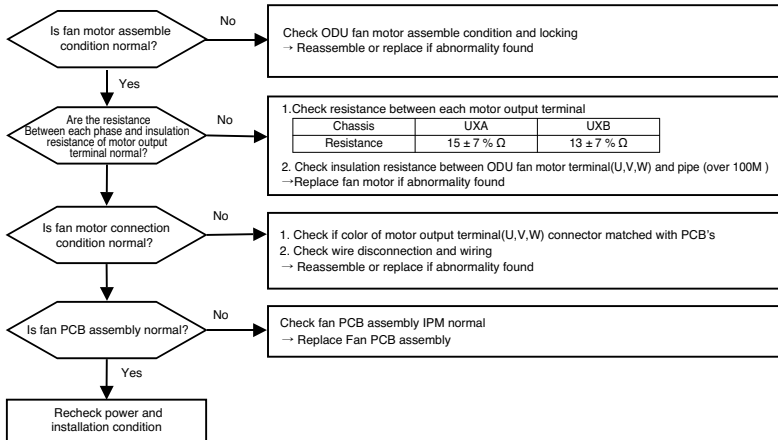 Is fan motor assemble
condition normal?
No
Check ODU fan motor assemble condition and locking
→ Reassemble or replace if abnormality found
Yes
Are the resistance
Between each phase and insulation
resistance of motor output
terminal normal?
No
1.Check resistance between each motor output terminal
Chassis UXA UXB
Resistance 15 ± 7 % Ω 13 ± 7 % Ω
2. Check insulation resistance between ODU fan motor terminal(U,V,W) and pipe (over 100M )
→Replace fan motor if abnormality found
Is fan motor connection
condition normal?
No
1. Check if color of motor output terminal(U,V,W) connector matched with PCB's
2. Check wire disconnection and wiring
→ Reassemble or replace if abnormality found
Is fan PCB assembly normal?
No
Check fan PCB assembly IPM normal
→ Replace Fan PCB assembly
Yes
Recheck power and
installation condition